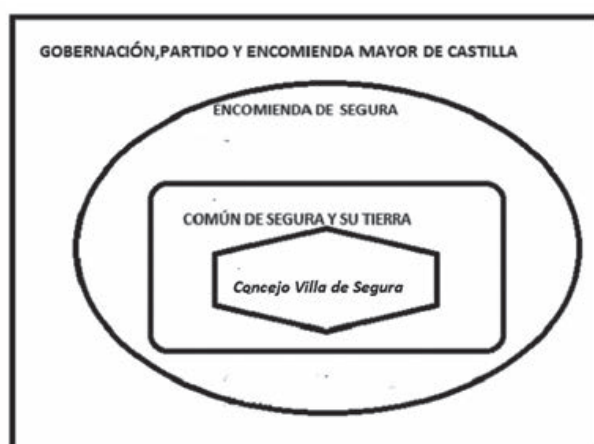 GOBERNACIÓN,PARTIDO Y ENCOMIENDA MAYOR DE CASTILLA
ENCOMIENDA DE SEGURA
COMÚN DE SEGURA Y SU TIERRA
Concejo Villa de Segura